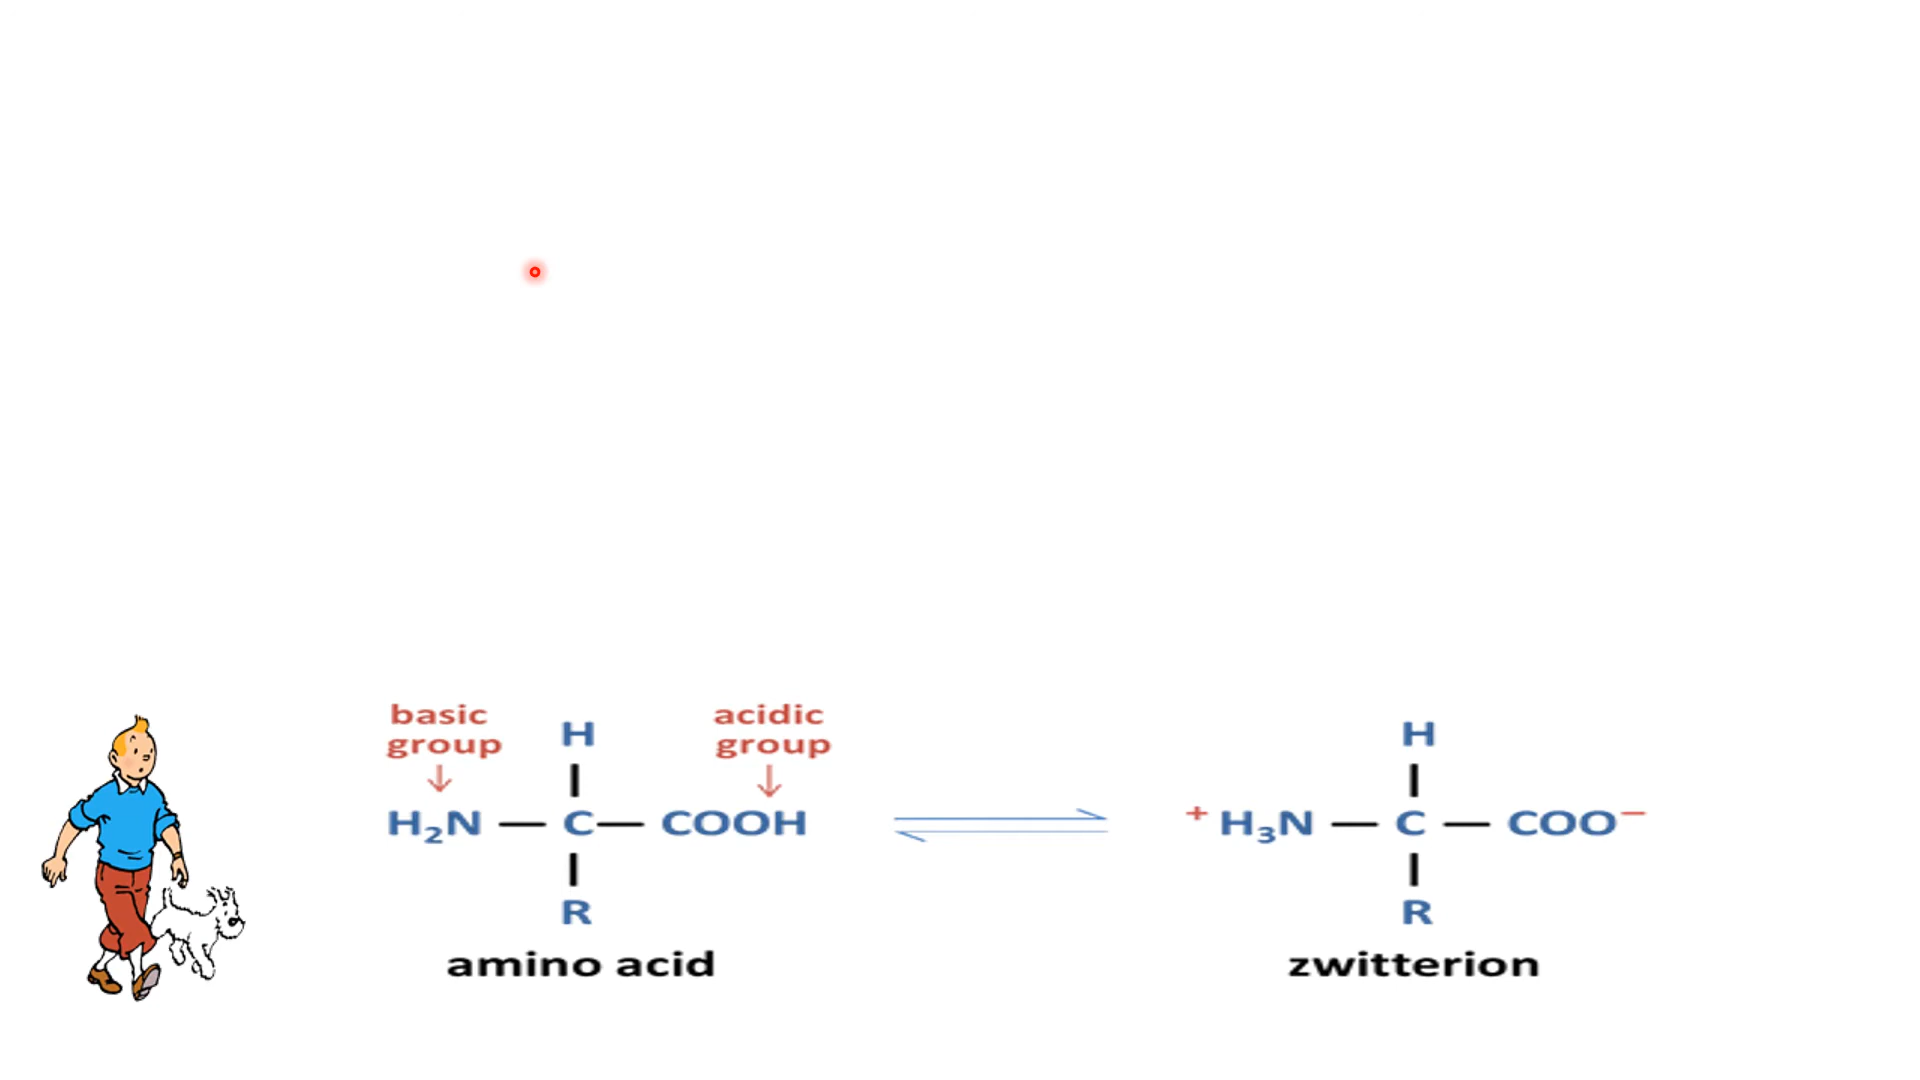 basic group
acidic group
H
H
H₂N — C — COOH
⁺H₃N — C — COO⁻
R
R
amino acid
zwitterion